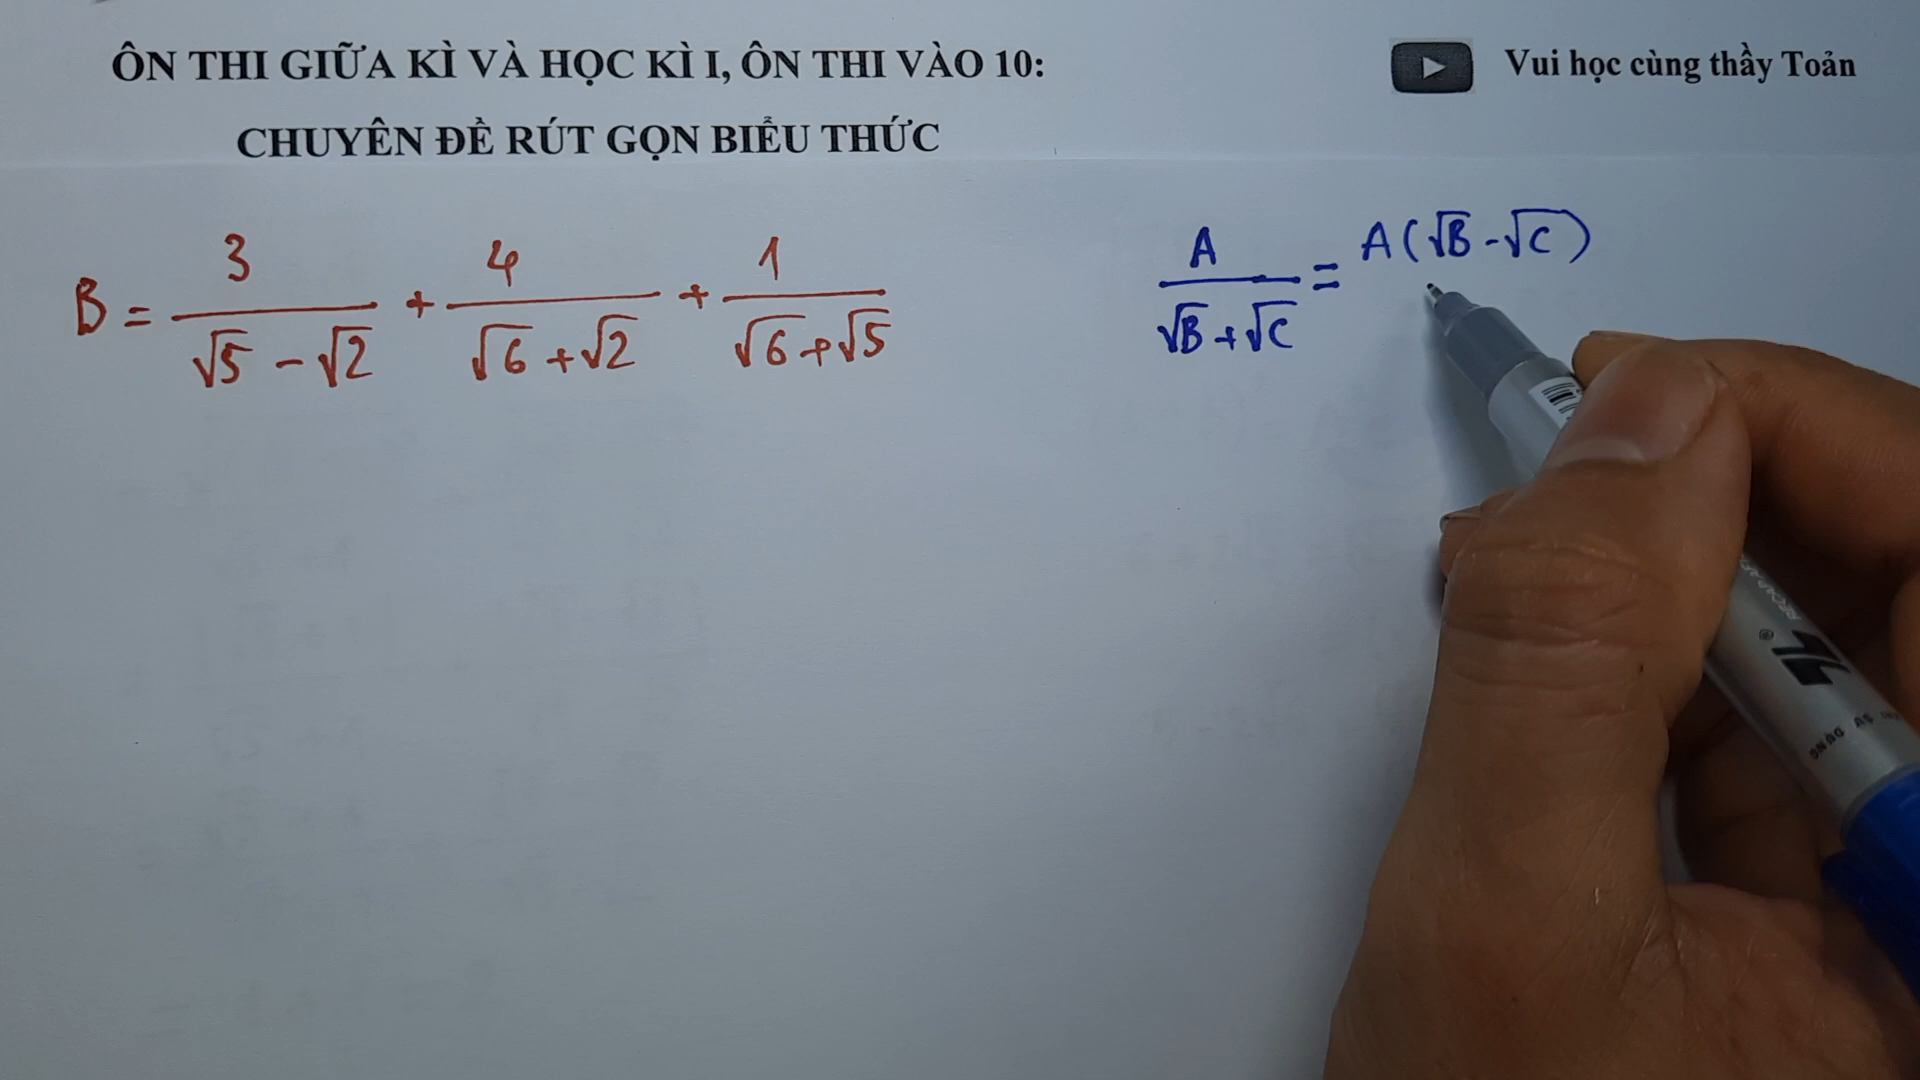 ÔN THI GIỮA KÌ VÀ HỌC KÌ I, ÔN THI VÀO 10:
CHUYÊN ĐỀ RÚT GỌN BIỂU THỨC
Vui học cùng thầy Toản
B = 3/(√5 - √2) + 4/(√6 + √2) + 1/(√6 + √5)
A/(√B + √C) = A(√B - √C)